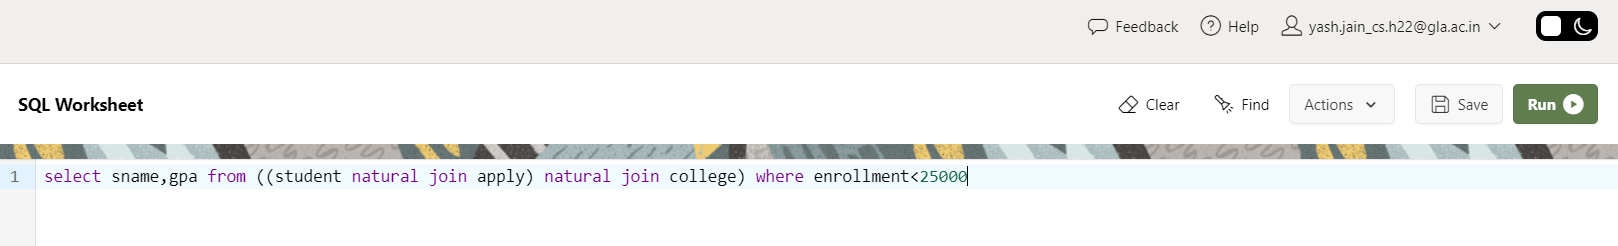 Feedback Help yash.jain_cs.h22@gla.ac.in
SQL Worksheet Clear Find Actions Save Run
1 select sname,gpa from ((student natural join apply) natural join college) where enrollment<25000